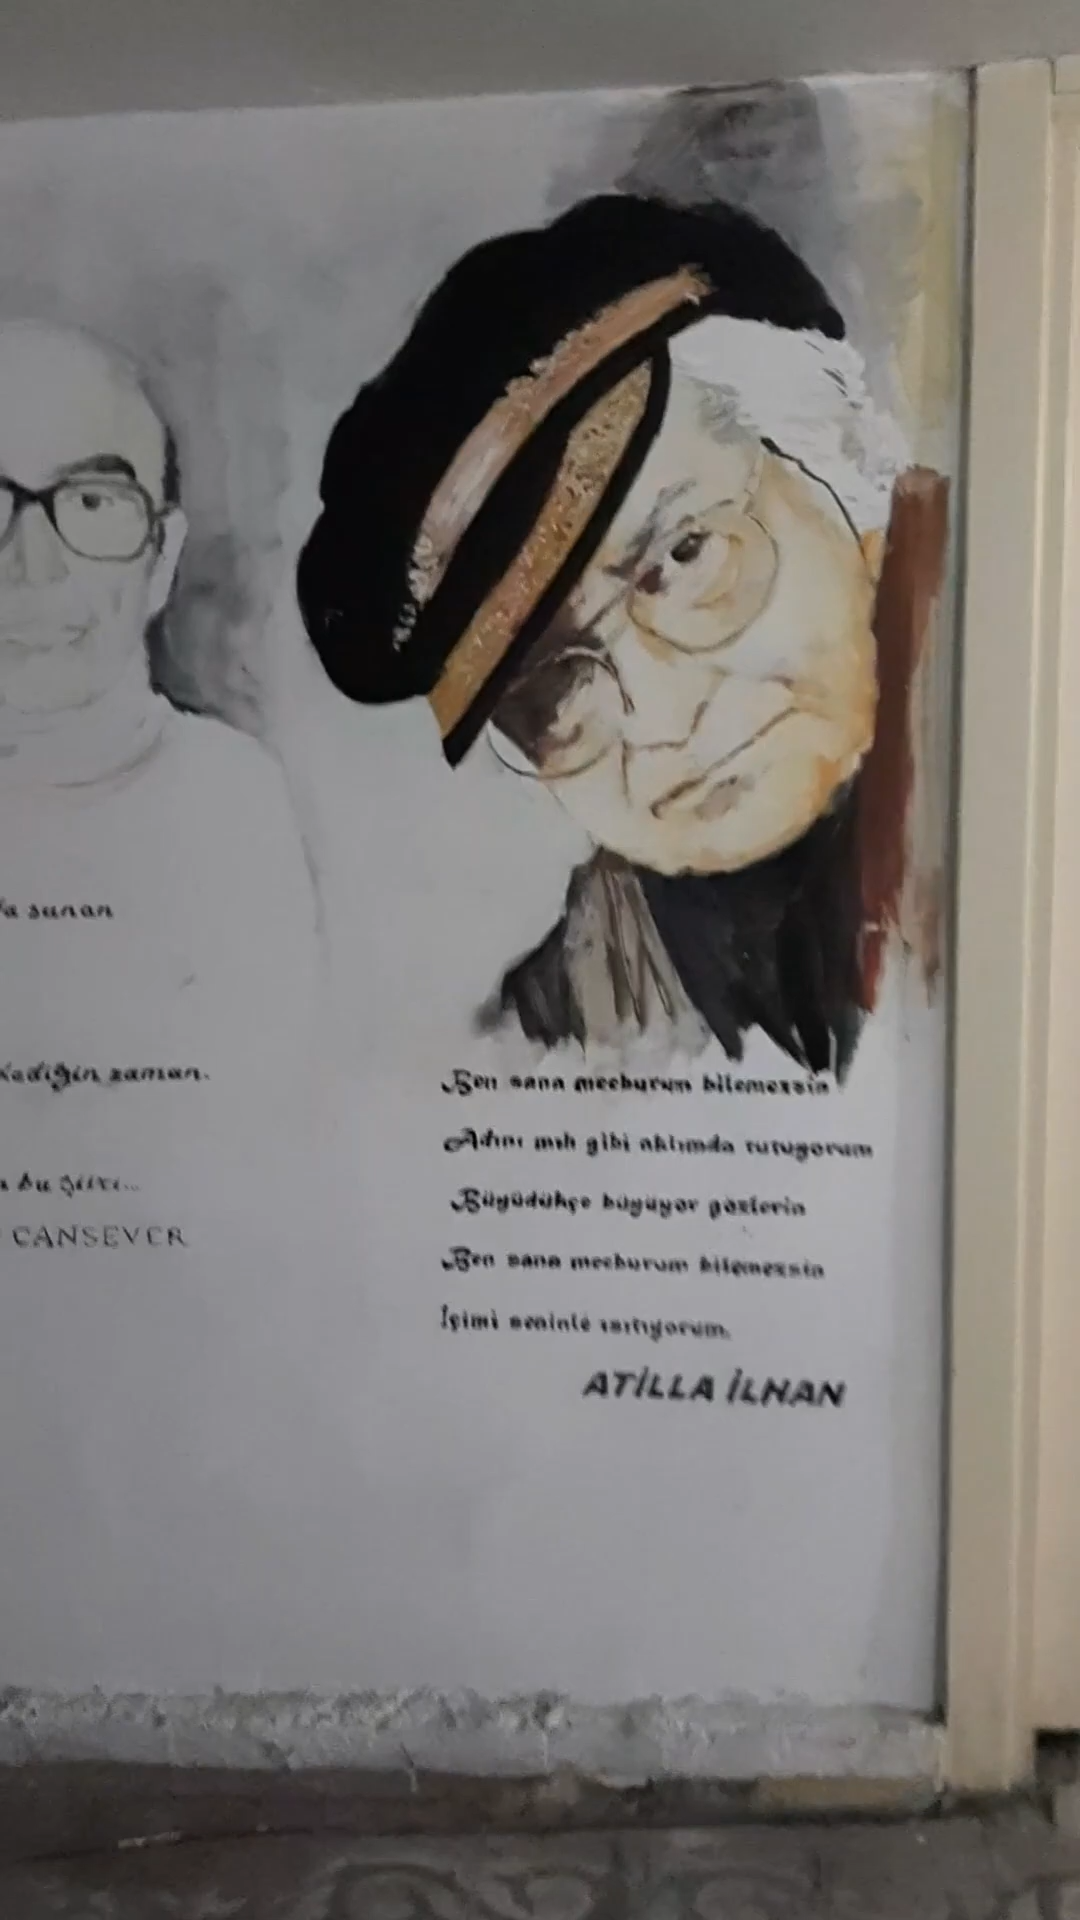 sunan
zaman.
bu şiiri...
CANSEVER
Ben sana mecburum bilemezsin
Adını mıh gibi aklımda tutuyorum
Büyüdükçe büyüyor gözlerin
Ben sana mecburum bilemezsin
İçimi seninle ısıtıyorum.
ATİLLA İLHAN